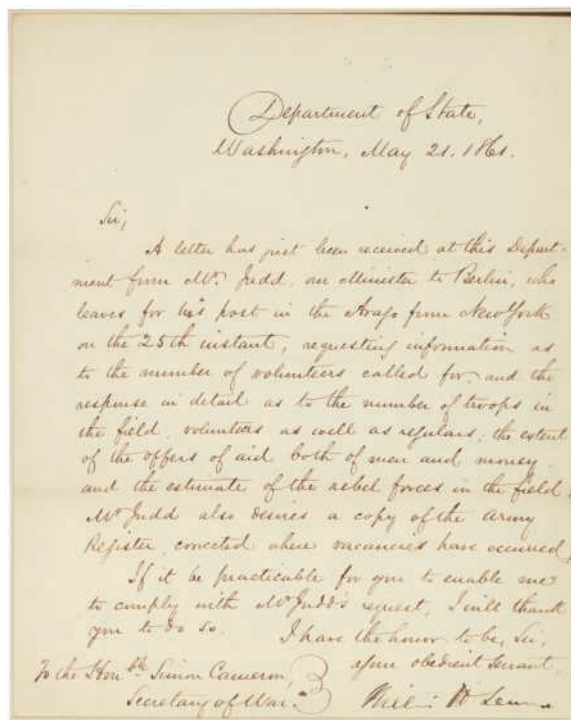 Department of State,
Washington, May 21. 1861.
Sir,
A letter has just been received at this Depart-
ment from Mr. Judd, our Minister to Berlin, who
leaves for his post in the Arago from New York
on the 25th instant, requesting information as
to the number of volunteers called for, and the
response in detail as to the number of troops in
the field, volunteers as well as regulars; the extent
of the offers of aid both of men and money.
and the estimate of the rebel forces in the field.
Mr Judd also desires a copy of the Army
Register, corrected where vacancies have occurred.
If it be practicable for you to enable me
to comply with Mr Judd's request, I will thank
you to do so.
I have the honor to be, Sir,
To the Honble Simon Cameron,
Secretary of War.
your obedient servant,